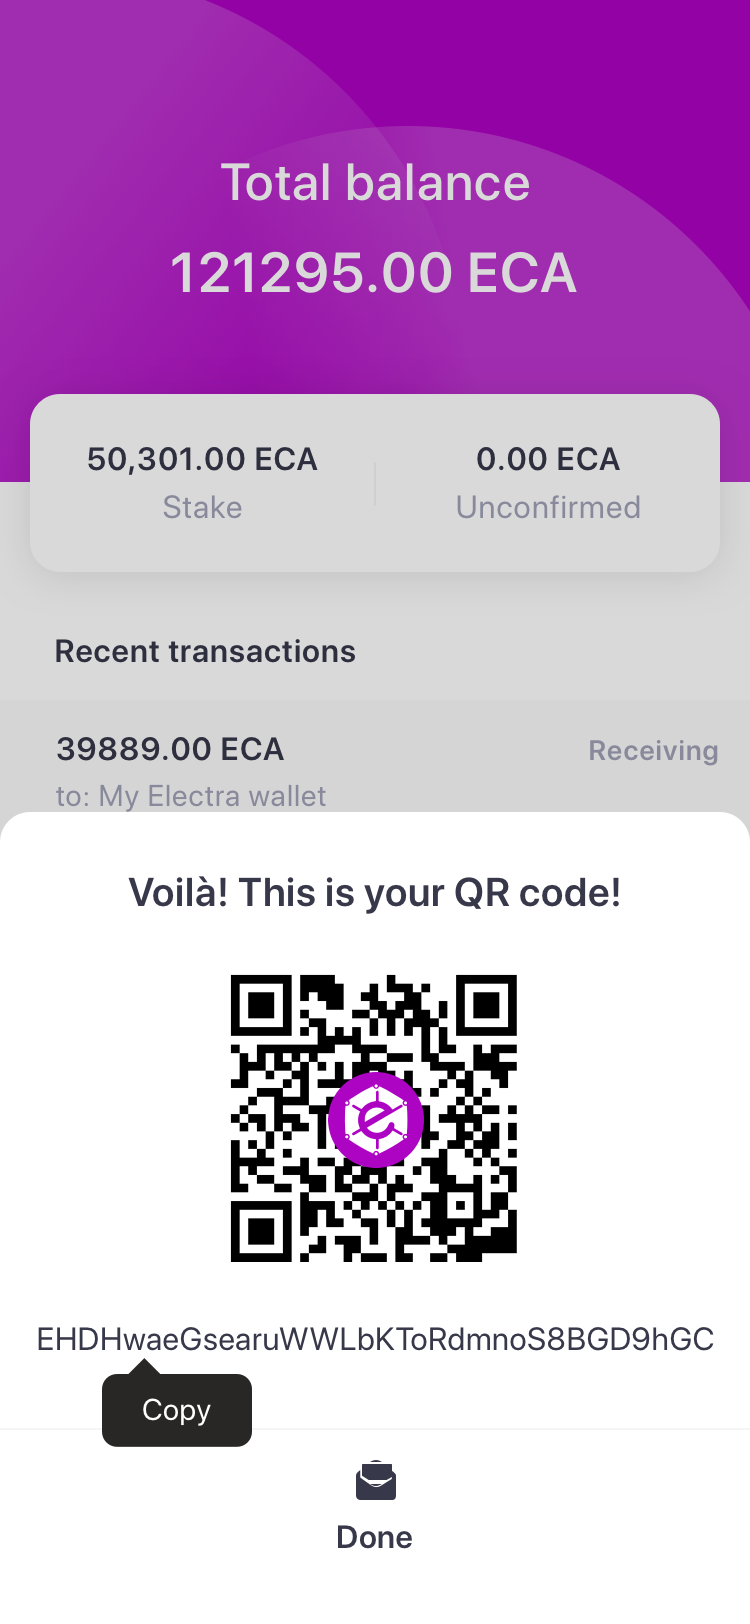 Total balance
121295.00 ECA
50,301.00 ECA
0.00 ECA
Stake
Unconfirmed
Recent transactions
39889.00 ECA
Receiving
to: My Electra wallet
Voilà! This is your QR code!
EHDHwaeGsearuWWLbKToRdmnoS8BGD9hGC
Copy
Done